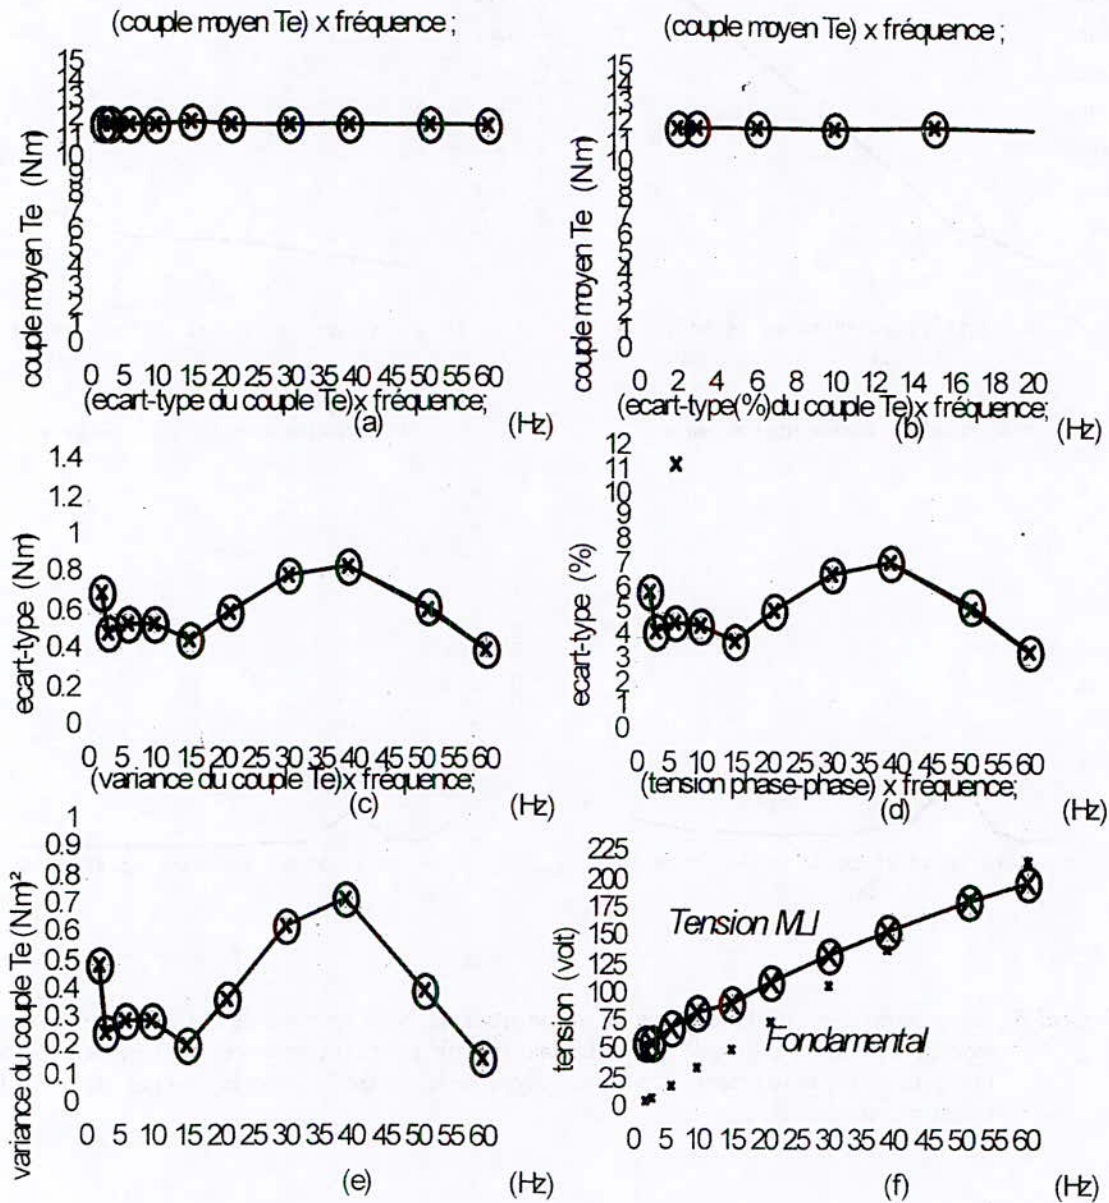 (couple moyen Te) x fréquence ;
15
14
13
12
11
10
9
8
7
6
5
4
3
2
1
0
couple moyen Te (Nm)
0 5 10 15 20 25 30 35 40 45 50 55 60
(Hz)
(a)
(couple moyen Te) x fréquence ;
15
14
13
12
11
10
9
8
7
6
5
4
3
2
1
0
couple moyen Te (Nm)
0 2 4 6 8 10 12 14 16 18 20
(Hz)
(b)
(ecart-type du couple Te)x fréquence;
1.4
1.2
1
0.8
0.6
0.4
0.2
0
ecart-type (Nm)
0 5 10 15 20 25 30 35 40 45 50 55 60
(Hz)
(c)
(ecart-type(%)du couple Te)x fréquence;
12
11
10
9
8
7
6
5
4
3
2
1
0
ecart-type (%)
0 5 10 15 20 25 30 35 40 45 50 55 60
(Hz)
(d)
(variance du couple Te)x fréquence;
1
0.9
0.8
0.7
0.6
0.5
0.4
0.3
0.2
0.1
0
variance du couple Te (Nm)²
0 5 10 15 20 25 30 35 40 45 50 55 60
(Hz)
(e)
(tension phase-phase) x fréquence;
225
200
175
150
125
100
75
50
25
0
tension (volt)
Tension MLI
Fondamental
0 5 10 15 20 25 30 35 40 45 50 55 60
(Hz)
(f)